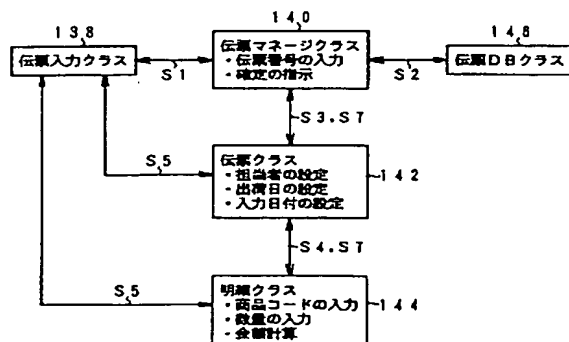 138
140
148
伝票入力クラス
S1
伝票マネージクラス
・伝票番号の入力
・確定の指示
S2
伝票DBクラス
S3,S7
S5
伝票クラス
・担当者の設定
・出荷日の設定
・入力日付の設定
142
S4,S7
S5
明細クラス
・商品コードの入力
・数量の入力
・金額計算
144